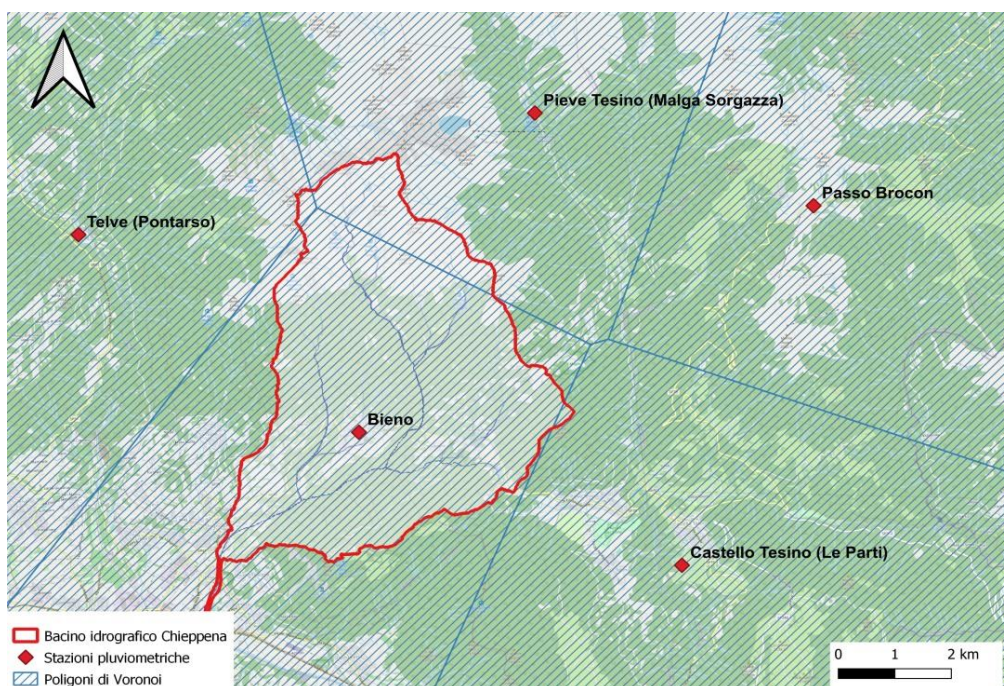 Pieve Tesino (Malga Sorgazza)
Passo Brocon
Telve (Pontarso)
Bieno
Castello Tesino (Le Parti)
Bacino idrografico Chieppena
Stazioni pluviometriche
Poligoni di Voronoi
0 1 2 km